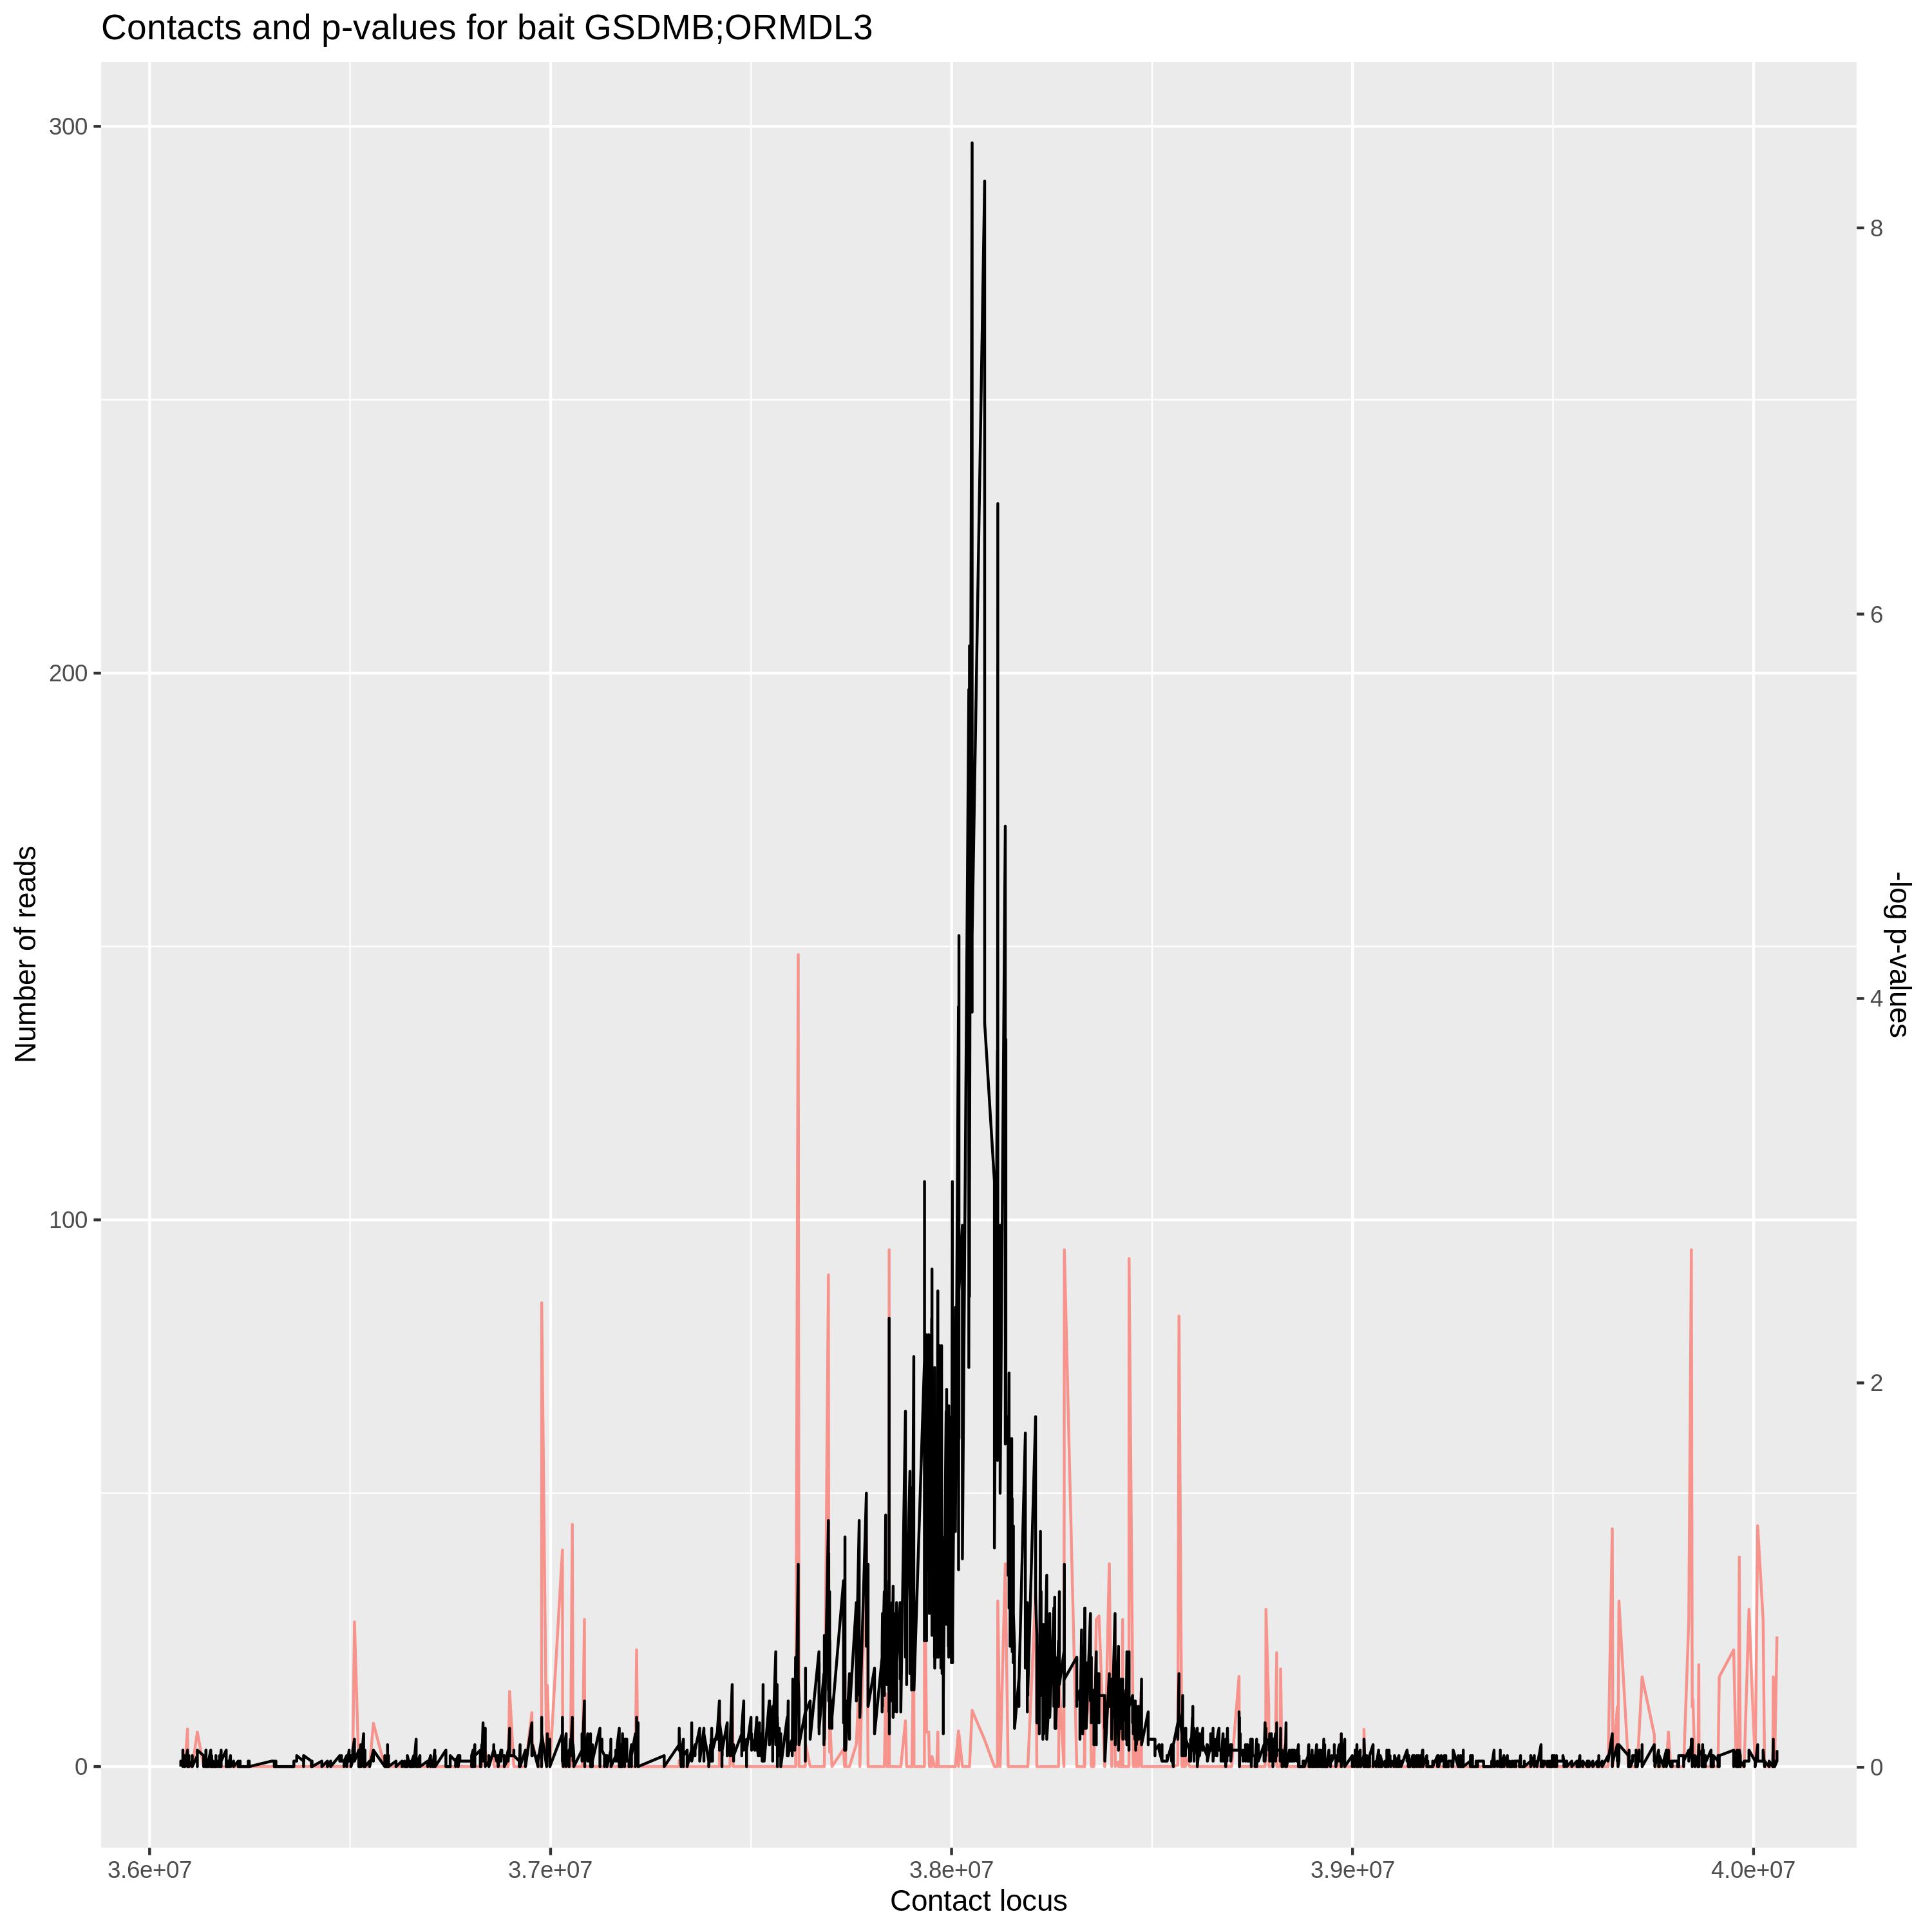 Contacts and p-values for bait GSDMB;ORMDL3
300
200
100
0
Number of reads
8
6
4
2
0
-log p-values
3.6e+07
3.7e+07
3.8e+07
3.9e+07
4.0e+07
Contact locus